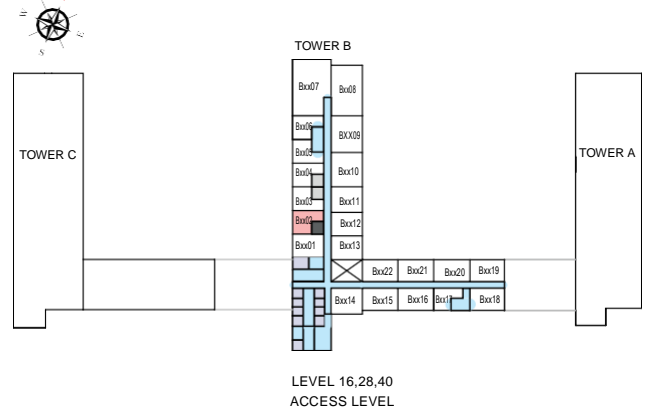 S
E
TOWER B
Bxx07
Bxx08
Bxx06
BXX09
TOWER C
Bxx05
TOWER A
Bxx04
Bxx10
Bxx03
Bxx11
Bxx02
Bxx12
Bxx01
Bxx13
Bxx22
Bxx21
Bxx20
Bxx19
Bxx14
Bxx15
Bxx16
Bxx17
Bxx18
LEVEL 16,28,40
ACCESS LEVEL